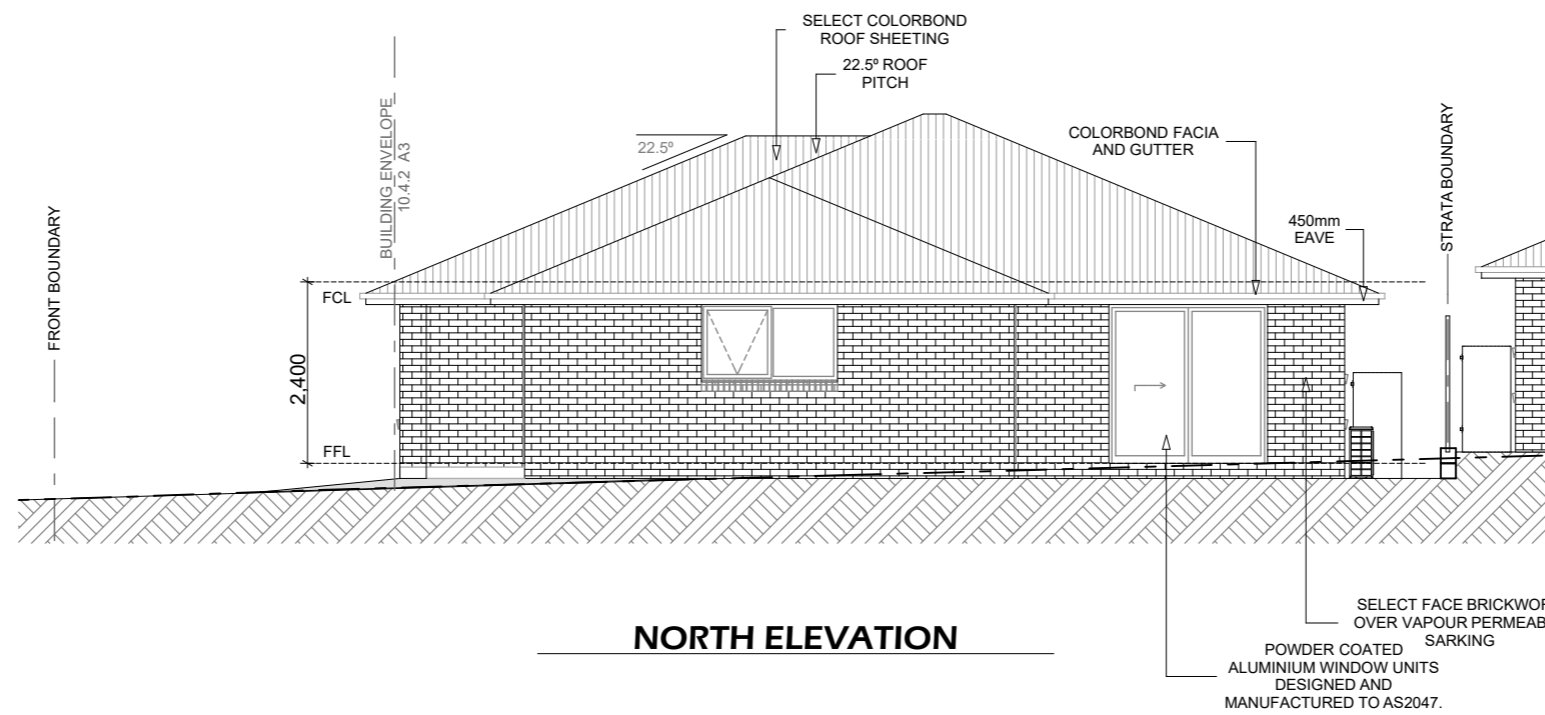 SELECT COLORBOND
ROOF SHEETING
22.5º ROOF
PITCH
BUILDING ENVELOPE
10.4.2 A3
22.5º
COLORBOND FACIA
AND GUTTER
STRATA BOUNDARY
450mm
EAVE
FRONT BOUNDARY
FCL
2,400
FFL
SELECT FACE BRICKWOR
OVER VAPOUR PERMEAB
SARKING
NORTH ELEVATION
POWDER COATED
ALUMINIUM WINDOW UNITS
DESIGNED AND
MANUFACTURED TO AS2047.